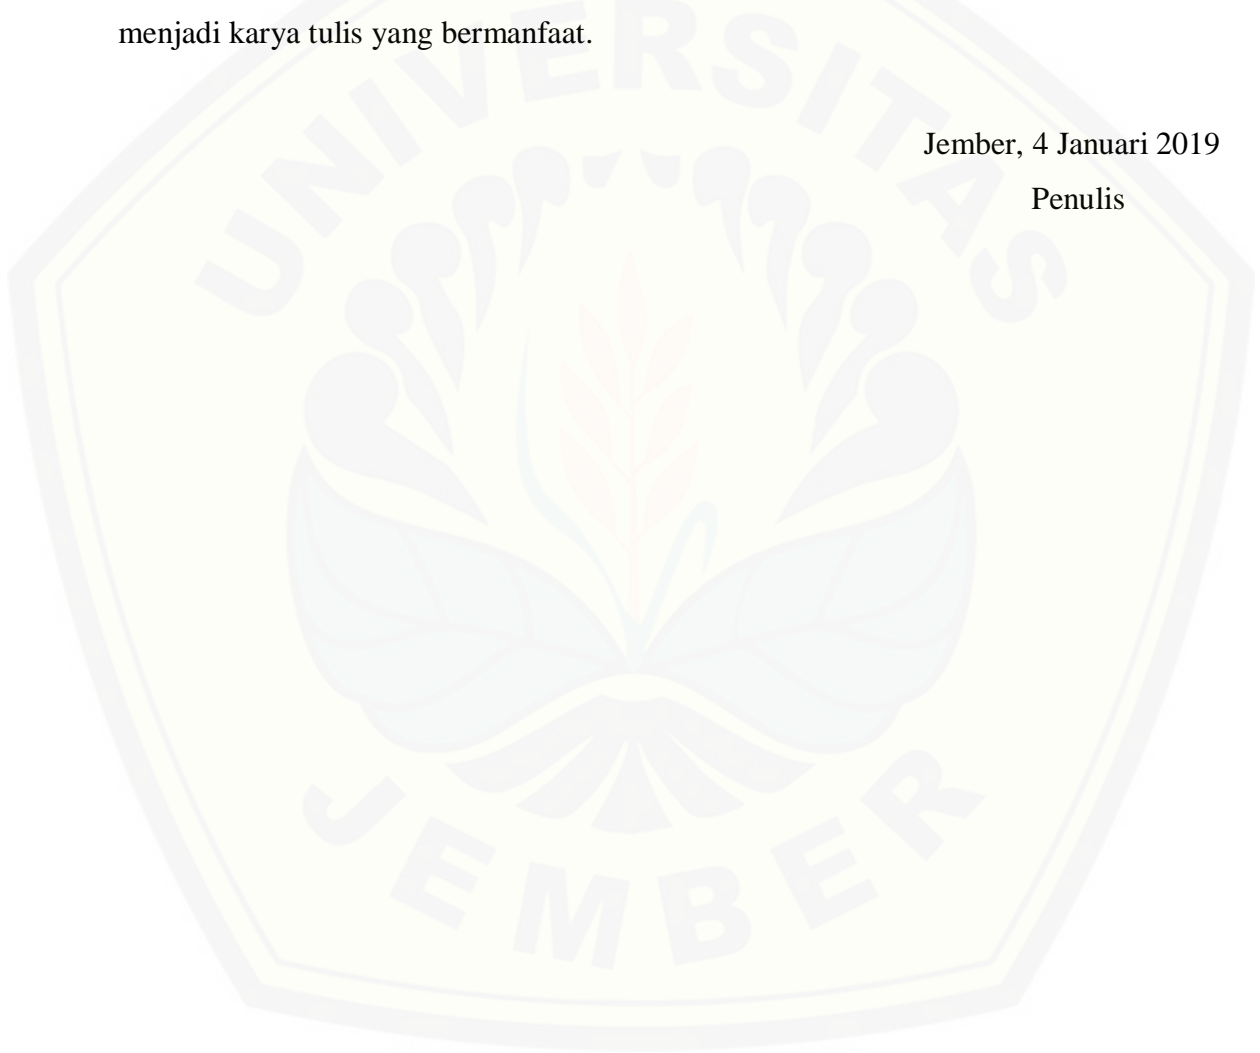 menjadi karya tulis yang bermanfaat.
Jember, 4 Januari 2019
Penulis
UNIVERSITAS
JEMBER